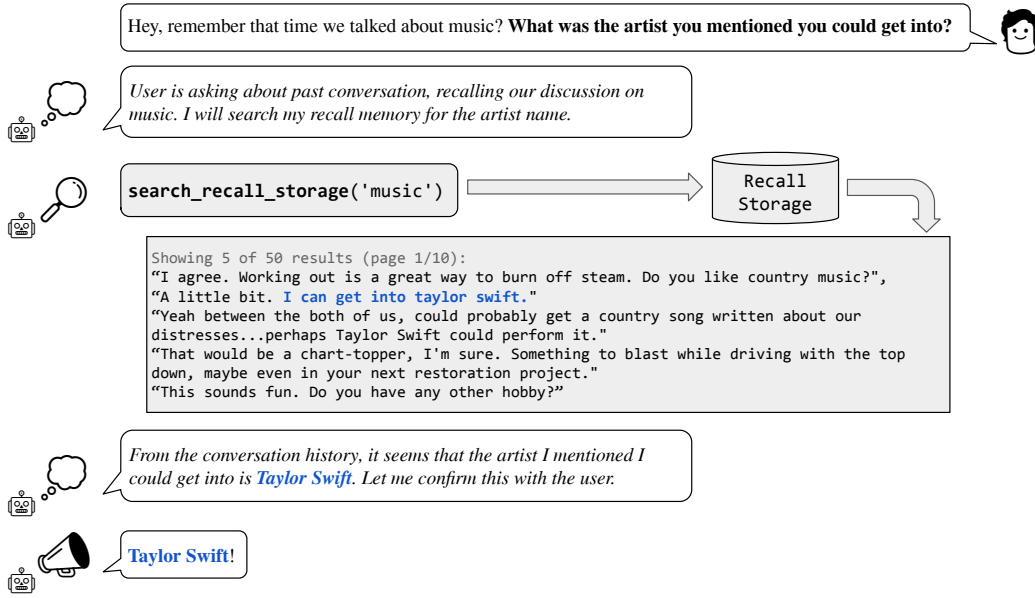 Hey, remember that time we talked about music? What was the artist you mentioned you could get into?
User is asking about past conversation, recalling our discussion on
music. I will search my recall memory for the artist name.
search_recall_storage('music')
Recall
Storage
Showing 5 of 50 results (page 1/10):
“I agree. Working out is a great way to burn off steam. Do you like country music?",
“A little bit. I can get into taylor swift."
“Yeah between the both of us, could probably get a country song written about our
distresses...perhaps Taylor Swift could perform it."
“That would be a chart-topper, I'm sure. Something to blast while driving with the top
down, maybe even in your next restoration project."
“This sounds fun. Do you have any other hobby?”
From the conversation history, it seems that the artist I mentioned I
could get into is Taylor Swift. Let me confirm this with the user.
Taylor Swift!